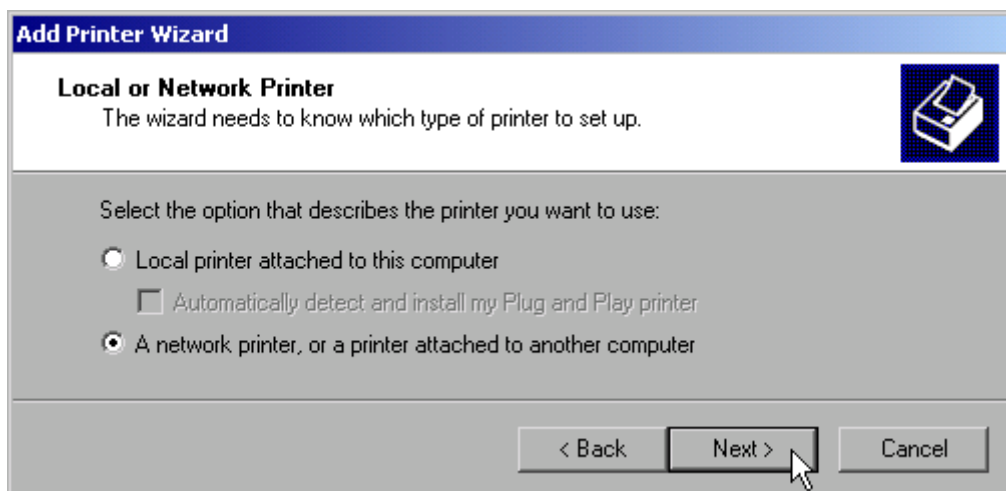 Add Printer Wizard
Local or Network Printer
The wizard needs to know which type of printer to set up.
Select the option that describes the printer you want to use:
Local printer attached to this computer
Automatically detect and install my Plug and Play printer
A network printer, or a printer attached to another computer
< Back Next > Cancel